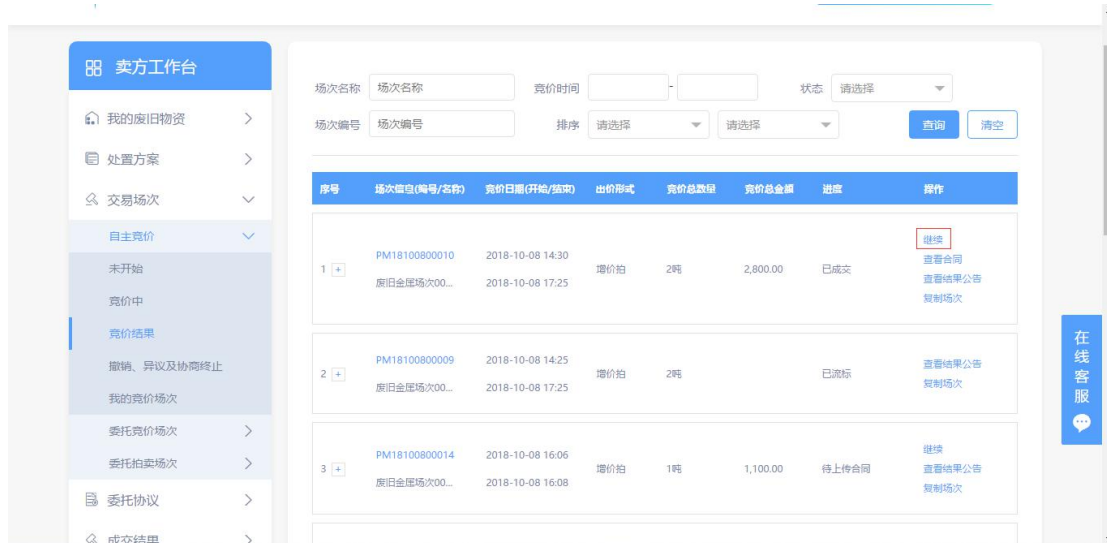 卖方工作台
我的废旧物资
处置方案
交易场次
自主竞价
未开始
竞价中
竞价结果
撤销、异议及协商终止
我的竞价场次
委托竞价场次
委托拍卖场次
委托协议
成交结果
场次名称 场次名称 竞价时间 - 状态 请选择
场次编号 场次编号 排序 请选择 请选择 查询 清空
序号 场次信息(编号/名称) 竞价日期(开始/结束) 出价形式 竞价总数量 竞价总金额 进度 操作
1 + PM18100800010 2018-10-08 14:30 增价拍 2吨 2,800.00 已成交 继续
废旧金属场次00... 2018-10-08 17:25 查看合同
查看结果公告
复制场次
2 + PM18100800009 2018-10-08 14:25 增价拍 2吨 已流标 查看结果公告
废旧金属场次00... 2018-10-08 17:25 复制场次
3 + PM18100800014 2018-10-08 16:06 增价拍 1吨 1,100.00 待上传合同 继续
废旧金属场次00... 2018-10-08 16:08 查看结果公告
复制场次
在线客服